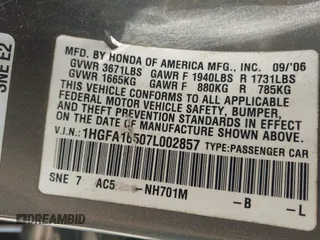 SNE E2
MFD. BY HONDA OF AMERICA MFG., INC. 09/'06
GVWR 3671LBS GAWR F 1940LBS R 1731LBS
GVWR 1665KG GAWR F 880KG R 785KG
THIS VEHICLE CONFORMS TO ALL APPLICABLE
FEDERAL MOTOR VEHICLE SAFETY, BUMPER,
AND THEFT PREVENTION STANDARDS IN
EFFECT ON THE DATE OF MANUFACTURE SHOWN
ABOVE.
V.I.N.: 1HGFA16507L002857 TYPE: PASSENGER CAR
SNE 7 AC5 NH701M -B -L
DREAMBID